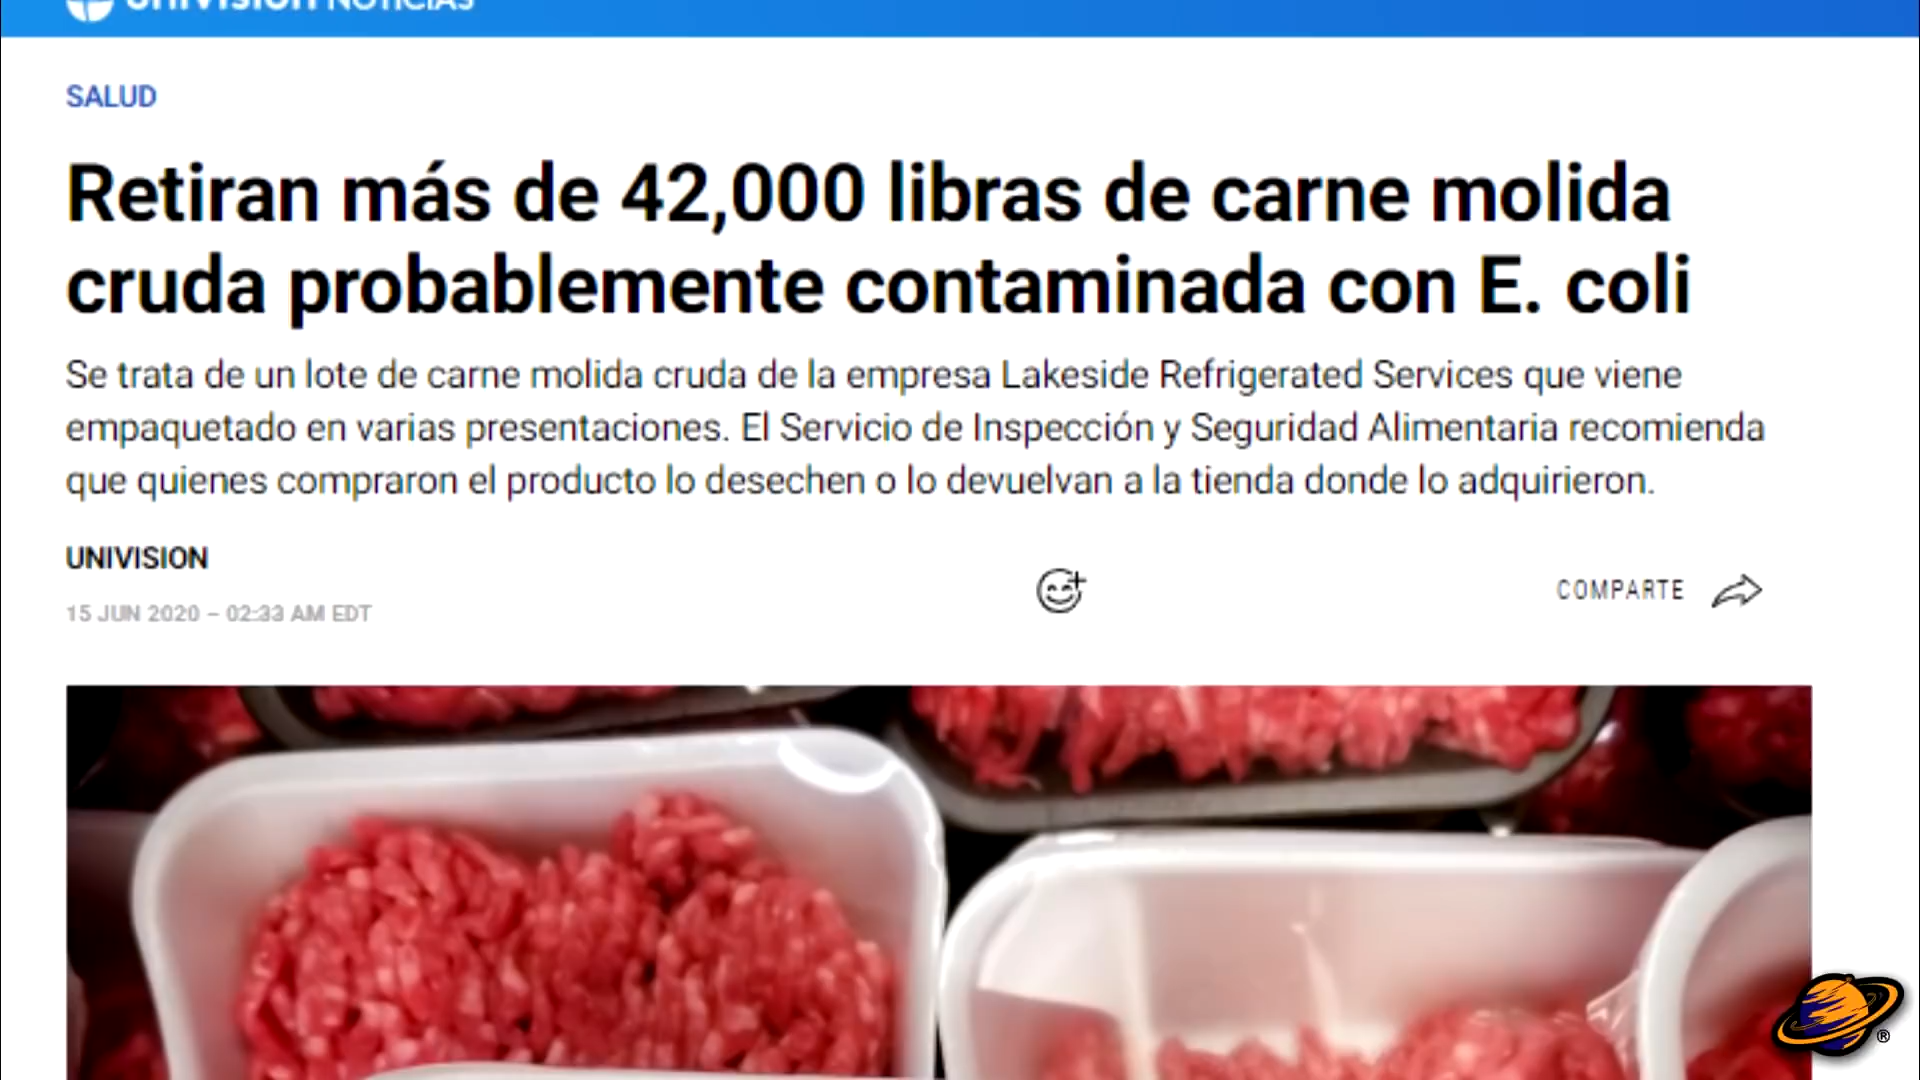 UNIVISION NOTICIAS
SALUD
Retiran más de 42,000 libras de carne molida
cruda probablemente contaminada con E. coli
Se trata de un lote de carne molida cruda de la empresa Lakeside Refrigerated Services que viene
empaquetado en varias presentaciones. El Servicio de Inspección y Seguridad Alimentaria recomienda
que quienes compraron el producto lo desechen o lo devuelvan a la tienda donde lo adquirieron.
UNIVISION
15 JUN 2020 – 02:33 AM EDT
COMPARTE
®